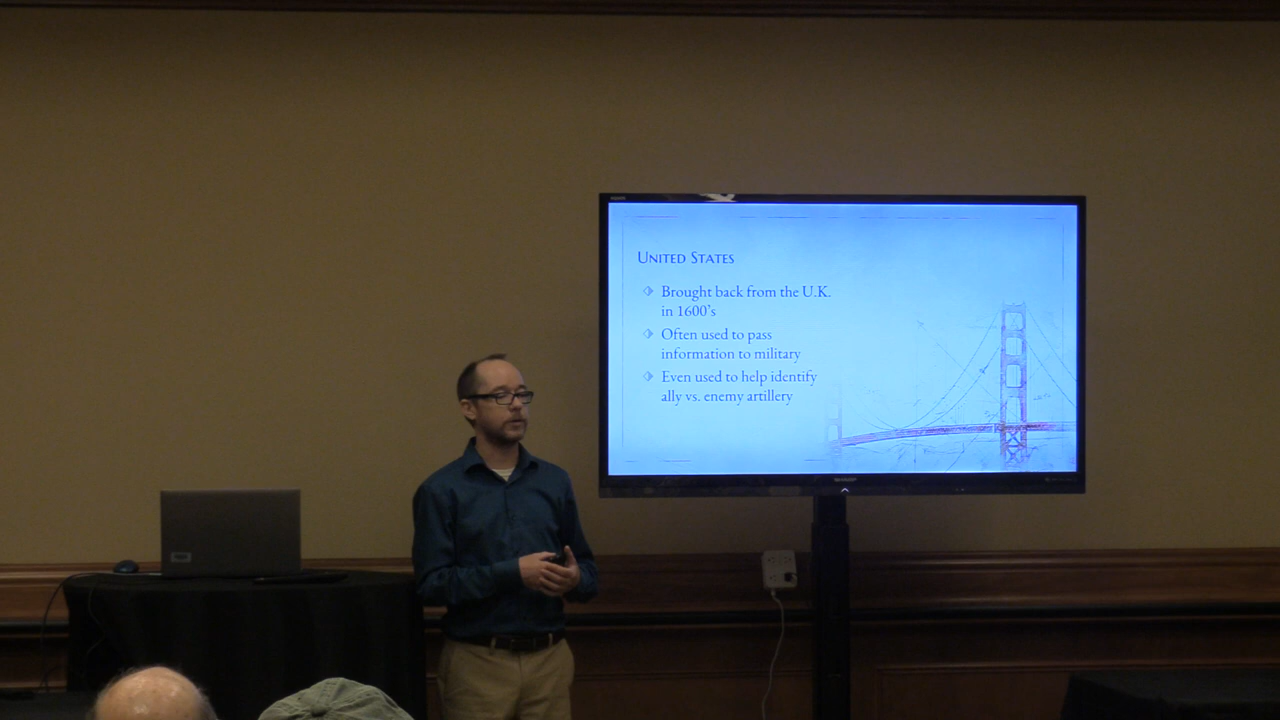 United States
Brought back from the U.K.
in 1600's
Often used to pass
information to military
Even used to help identify
ally vs. enemy artillery
SHARP